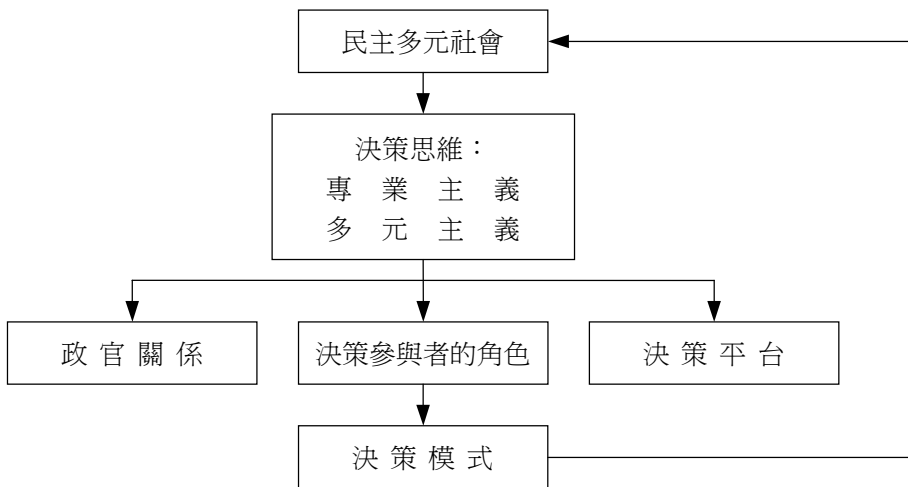 民主多元社會
決策思維：
專業主義
多元主義
政官關係
決策參與者的角色
決策平台
決策模式